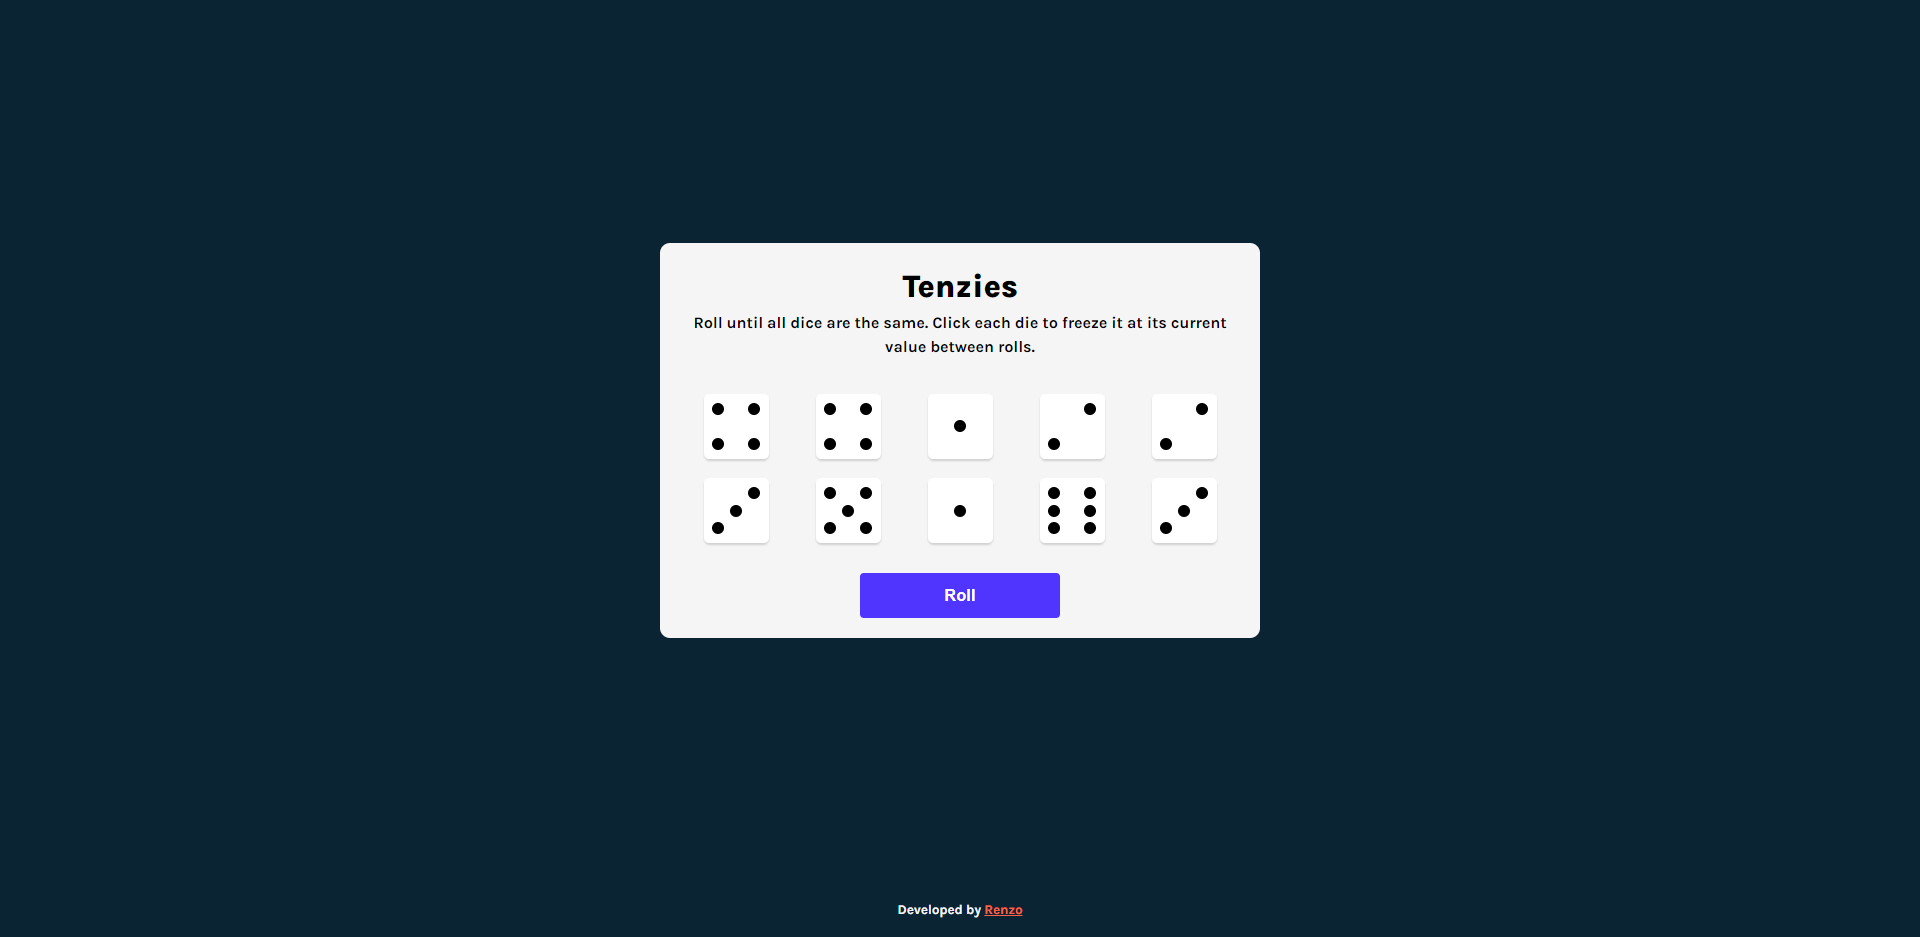 Tenzies
Roll until all dice are the same. Click each die to freeze it at its current
value between rolls.
Roll
Developed by Renzo